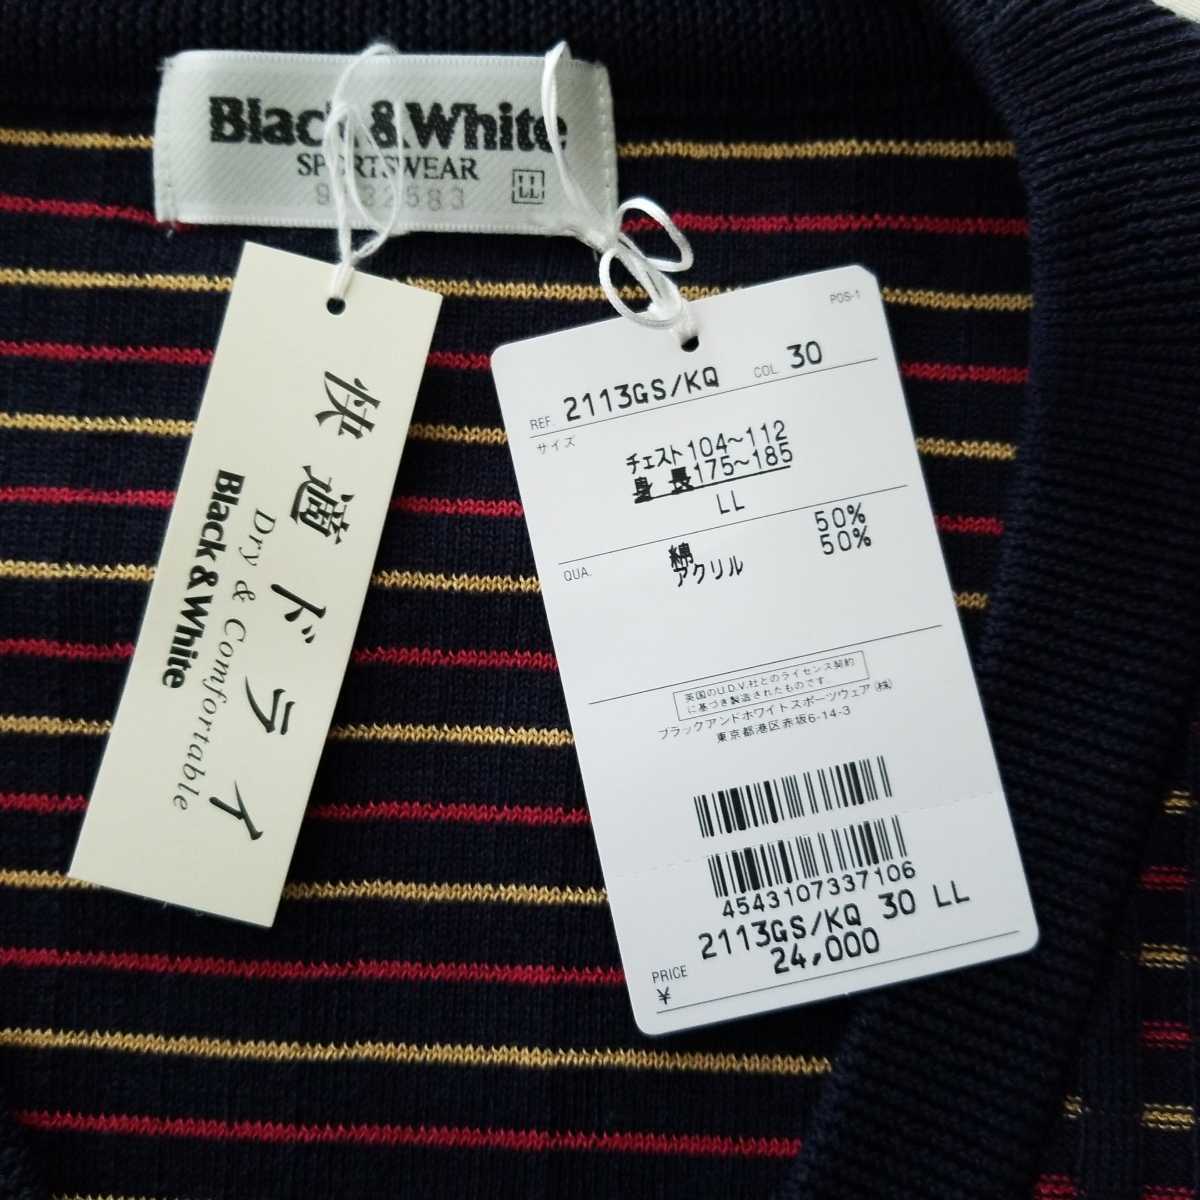 Black & White
SPORTSWEAR
LL
快適ドライ
Dry & Comfortable
Black & White
POS-1
REF. 2113GS/KQ COL. 30
サイズ
チェスト104~112
身 長175~185
LL
QUA. 綿 50%
アクリル 50%
英国のU.D.V.社とのライセンス契約
に基づき製造されたものです。
ブラックアンドホワイトスポーツウェア(株)
東京都港区赤坂6-14-3
4543107337106
2113GS/KQ 30 LL
PRICE 24,000
¥